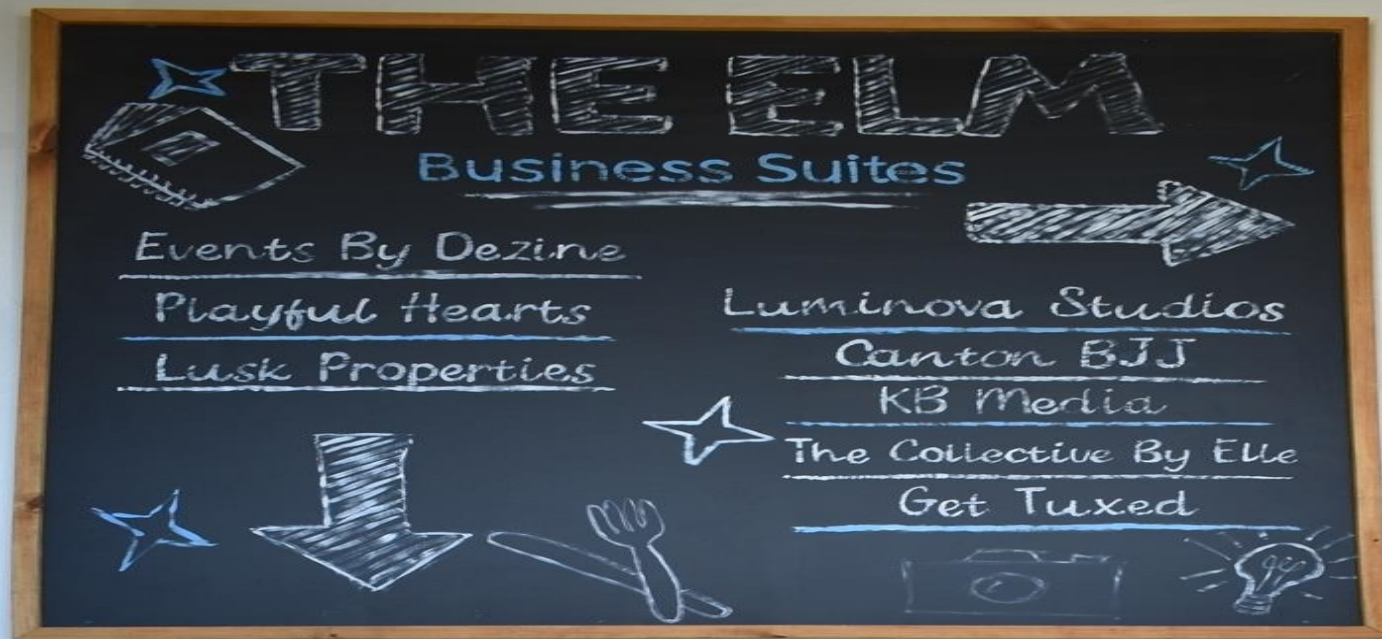 THE ELM
Business Suites
Events By Dezine
Playful Hearts
Lusk Properties
Luminova Studios
Canton BJJ
KB Media
The Collective By Elle
Get Tuxed